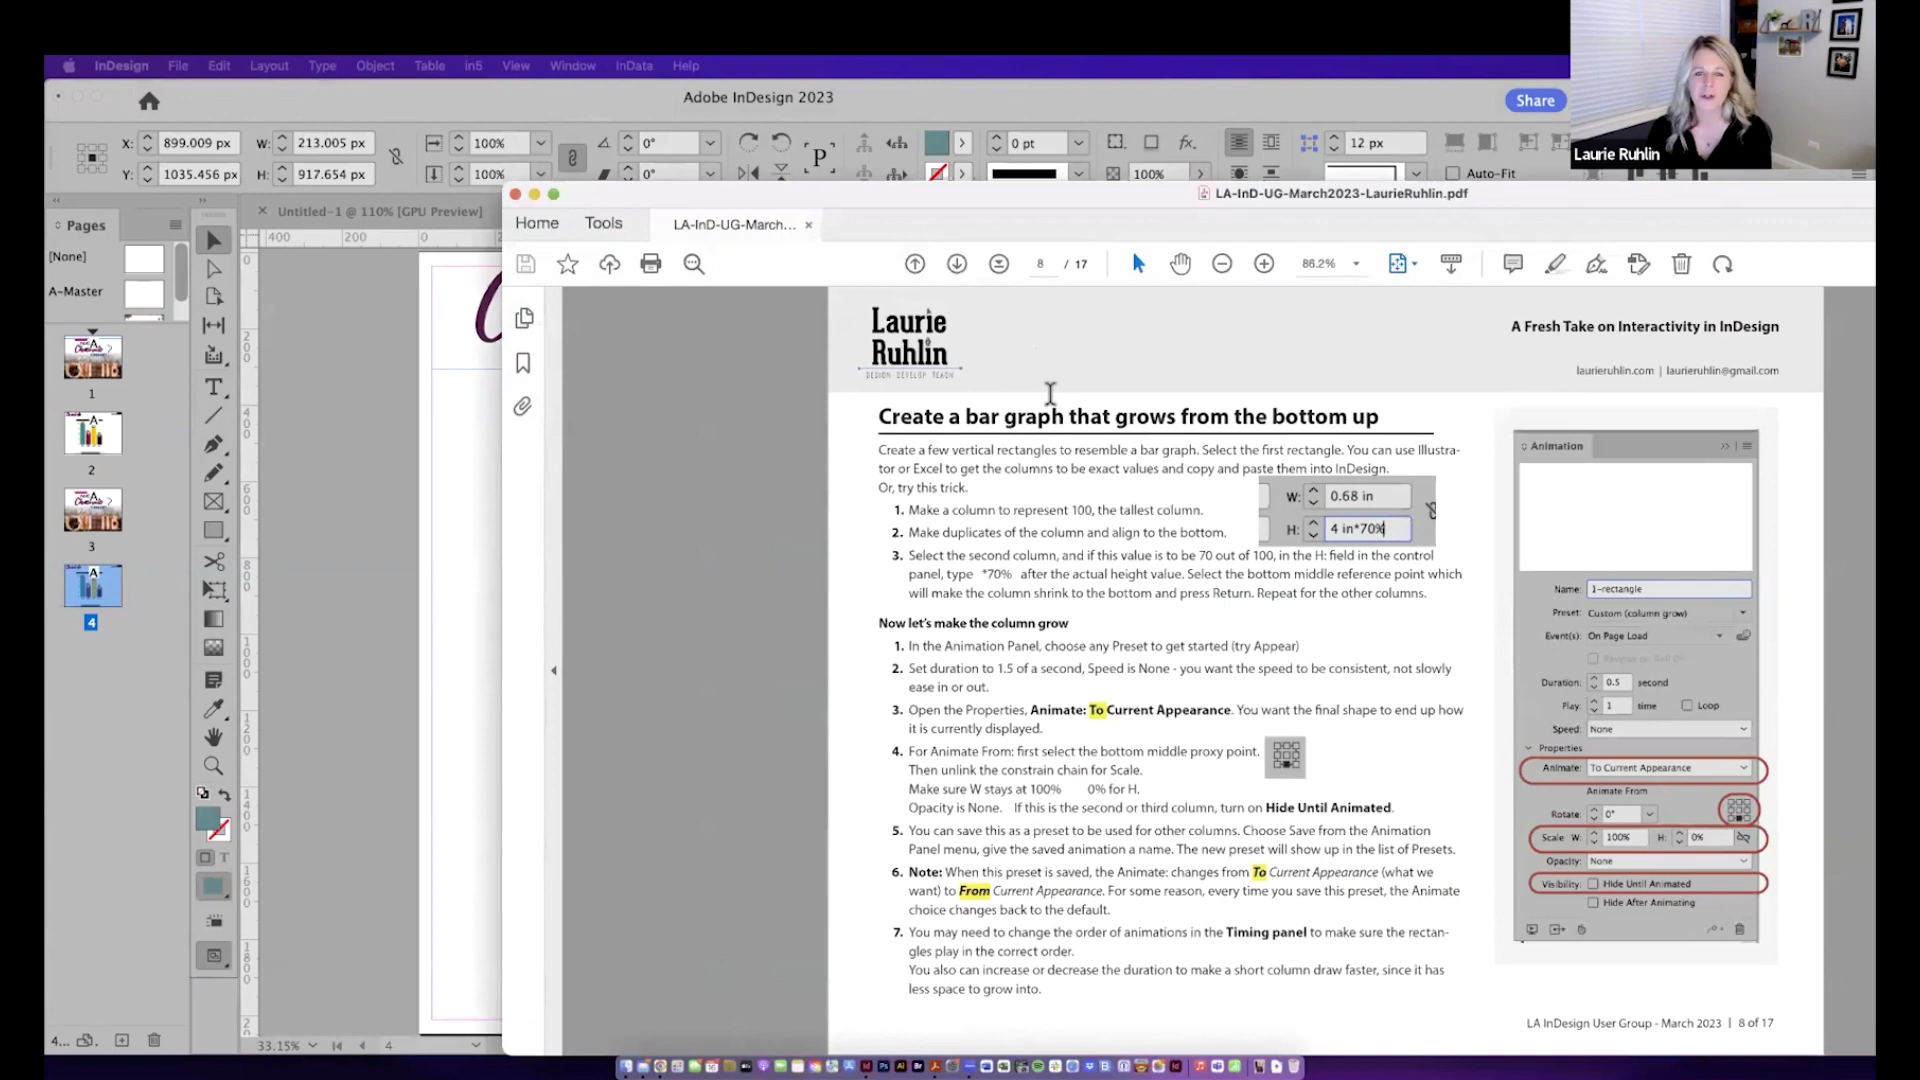 InDesign File Edit Layout Type Object Table in5 View Window InData Help
Adobe InDesign 2023
Share
Laurie Ruhlin
X: 899.009 px W: 213.005 px 100% 0° 0 pt 12 px
Y: 1035.456 px H: 917.654 px 100% 0° P 100% Auto-Fit
fx.
LA-InD-UG-March2023-LaurieRuhlin.pdf
Pages
Untitled-1 @ 110% [GPU Preview]
Home Tools LA-InD-UG-March...
400 200 0
[None]
A-Master
8 / 17 86.2%
1
2
3
4
33.15% 4
4...
Laurie
Ruhlin
DESIGN DEVELOP TEACH
A Fresh Take on Interactivity in InDesign
laurieruhlin.com | laurieruhlin@gmail.com
Create a bar graph that grows from the bottom up
Create a few vertical rectangles to resemble a bar graph. Select the first rectangle. You can use Illustra-
tor or Excel to get the columns to be exact values and copy and paste them into InDesign.
Or, try this trick.
1. Make a column to represent 100, the tallest column.
2. Make duplicates of the column and align to the bottom.
3. Select the second column, and if this value is to be 70 out of 100, in the H: field in the control
panel, type *70% after the actual height value. Select the bottom middle reference point which
will make the column shrink to the bottom and press Return. Repeat for the other columns.
W: 0.68 in
H: 4 in*70%
Now let's make the column grow
1. In the Animation Panel, choose any Preset to get started (try Appear)
2. Set duration to 1.5 of a second, Speed is None - you want the speed to be consistent, not slowly
ease in or out.
3. Open the Properties, Animate: To Current Appearance. You want the final shape to end up how
it is currently displayed.
4. For Animate From: first select the bottom middle proxy point.
Then unlink the constrain chain for Scale.
Make sure W stays at 100% 0% for H.
Opacity is None. If this is the second or third column, turn on Hide Until Animated.
5. You can save this as a preset to be used for other columns. Choose Save from the Animation
Panel menu, give the saved animation a name. The new preset will show up in the list of Presets.
6. Note: When this preset is saved, the Animate: changes from To Current Appearance (what we
want) to From Current Appearance. For some reason, every time you save this preset, the Animate
choice changes back to the default.
7. You may need to change the order of animations in the Timing panel to make sure the rectan-
gles play in the correct order.
You also can increase or decrease the duration to make a short column draw faster, since it has
less space to grow into.
Animation
Name: 1-rectangle
Preset: Custom (column grow)
Event(s): On Page Load
Reverse on Roll Off
Duration: 0.5 second
Play: 1 time Loop
Speed: None
Properties
Animate: To Current Appearance
Animate From
Rotate: 0°
Scale W: 100% H: 0%
Opacity: None
Visibility: Hide Until Animated
Hide After Animating
LA InDesign User Group - March 2023 | 8 of 17